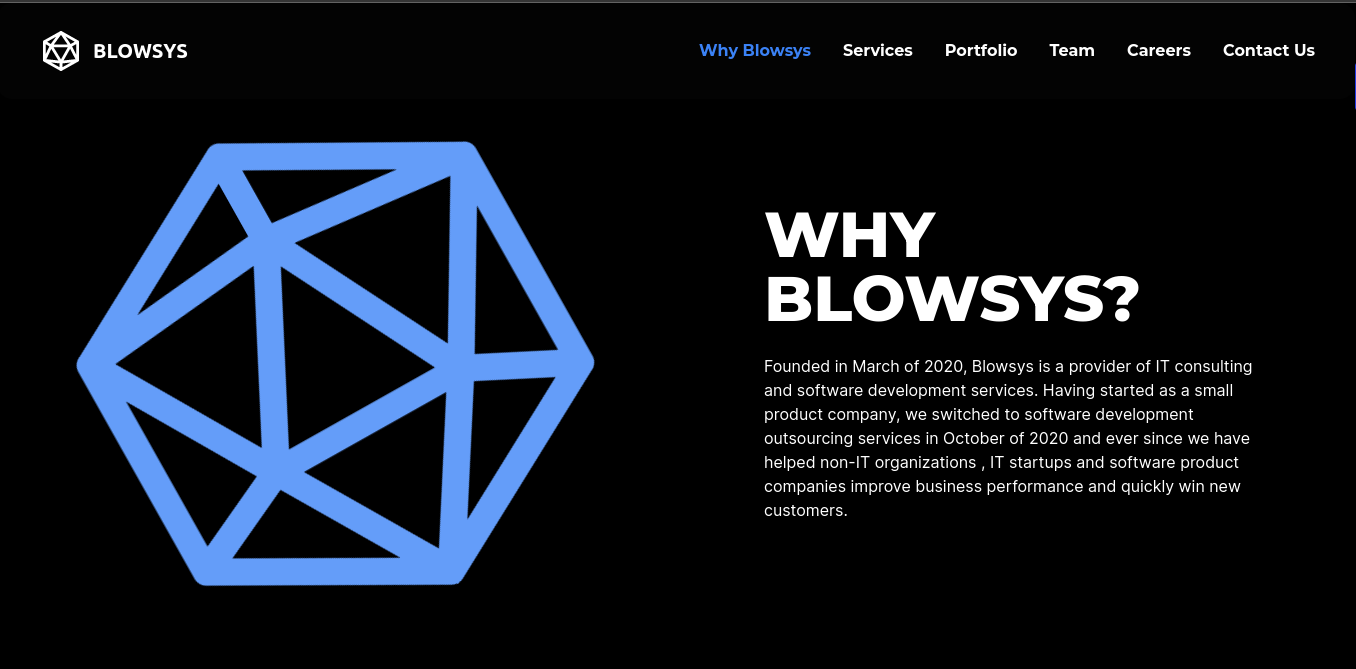 BLOWSYS
Why Blowsys
Services
Portfolio
Team
Careers
Contact Us
WHY
BLOWSYS?
Founded in March of 2020, Blowsys is a provider of IT consulting
and software development services. Having started as a small
product company, we switched to software development
outsourcing services in October of 2020 and ever since we have
helped non-IT organizations , IT startups and software product
companies improve business performance and quickly win new
customers.